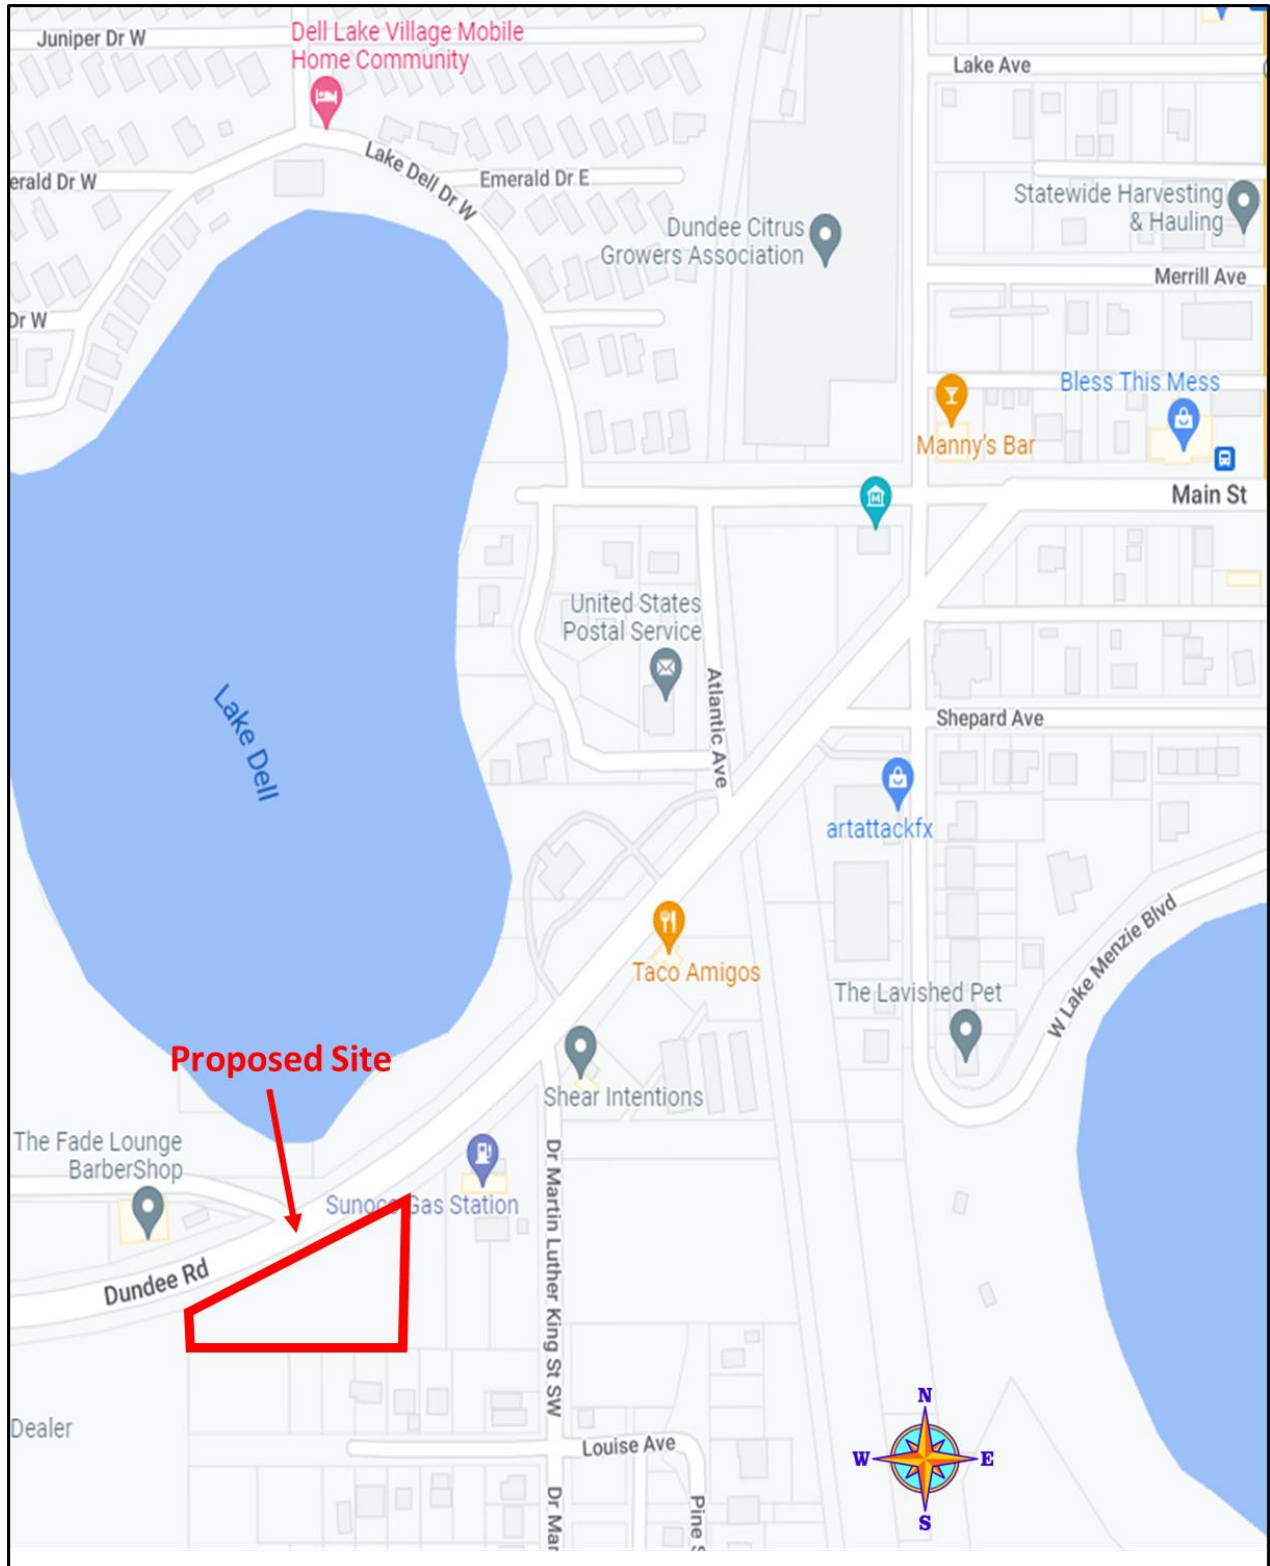 Juniper Dr W
Dell Lake Village Mobile
Home Community
Lake Ave
Lake Dell Dr W
erald Dr W
Emerald Dr E
Statewide Harvesting
& Hauling
Dundee Citrus
Growers Association
Merrill Ave
Dr W
Bless This Mess
Manny's Bar
Main St
United States
Postal Service
Atlantic Ave
Lake Dell
Shepard Ave
artattackfx
W Lake Menzie Blvd
Taco Amigos
The Lavished Pet
Proposed Site
Shear Intentions
The Fade Lounge
BarberShop
Sunoco Gas Station
Dr Martin Luther King St SW
Dundee Rd
N
W
E
S
Dealer
Louise Ave
Dr Mar
Pine S